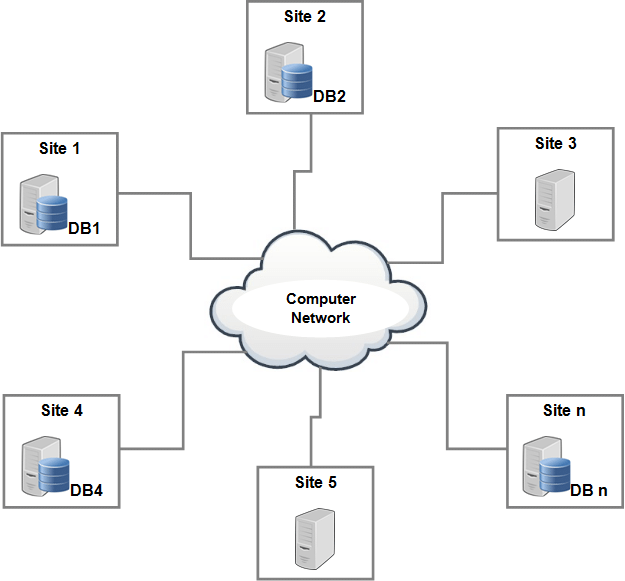 Site 2
DB2
Site 1
DB1
Site 3
Computer
Network
Site 4
DB4
Site 5
Site n
DB n